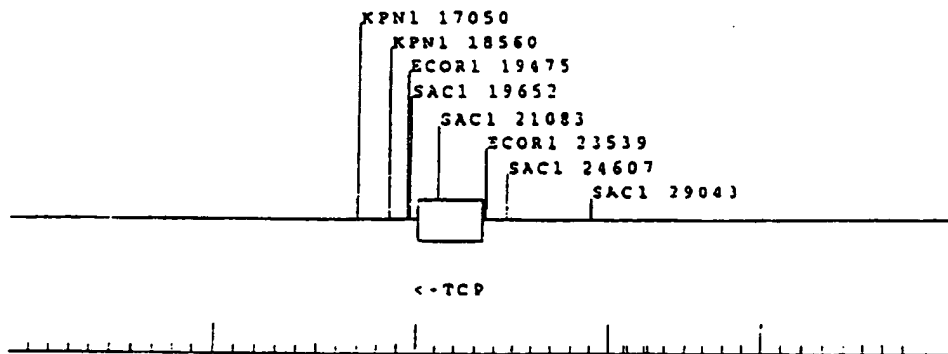 KPN1 17050
KPN1 18560
ECOR1 19475
SAC1 19652
SAC1 21083
ECOR1 23539
SAC1 24607
SAC1 29043
<-TCP